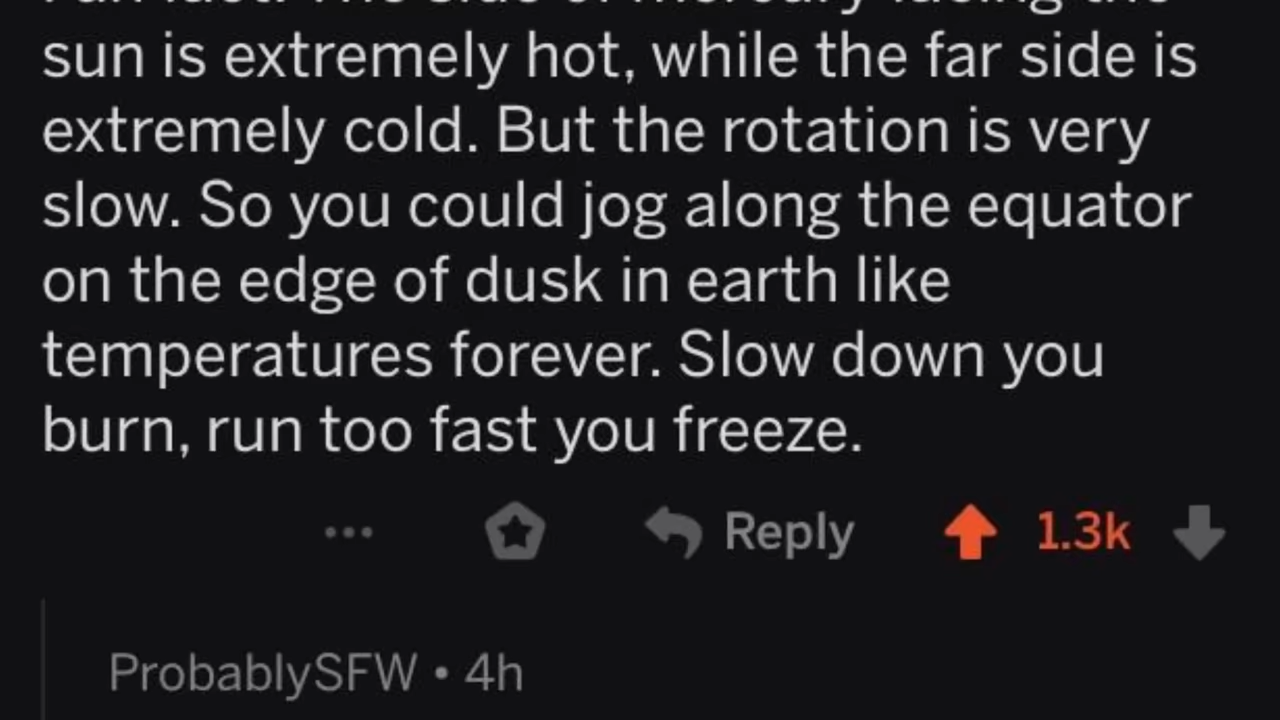 sun is extremely hot, while the far side is
extremely cold. But the rotation is very
slow. So you could jog along the equator
on the edge of dusk in earth like
temperatures forever. Slow down you
burn, run too fast you freeze.
Reply 1.3k
ProbablySFW • 4h